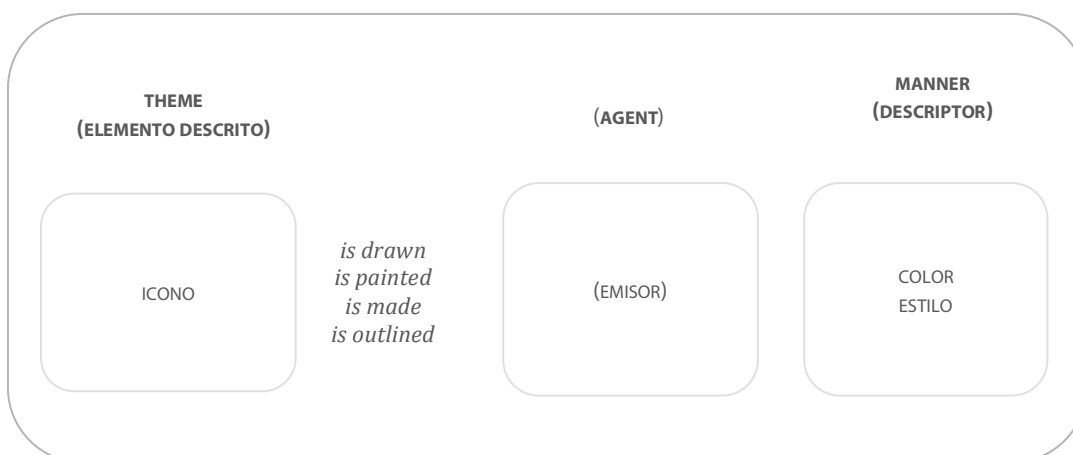 THEME
(ELEMENTO DESCRITO)
(AGENT)
MANNER
(DESCRIPTOR)
ICONO
is drawn
is painted
is made
is outlined
(EMISOR)
COLOR
ESTILO